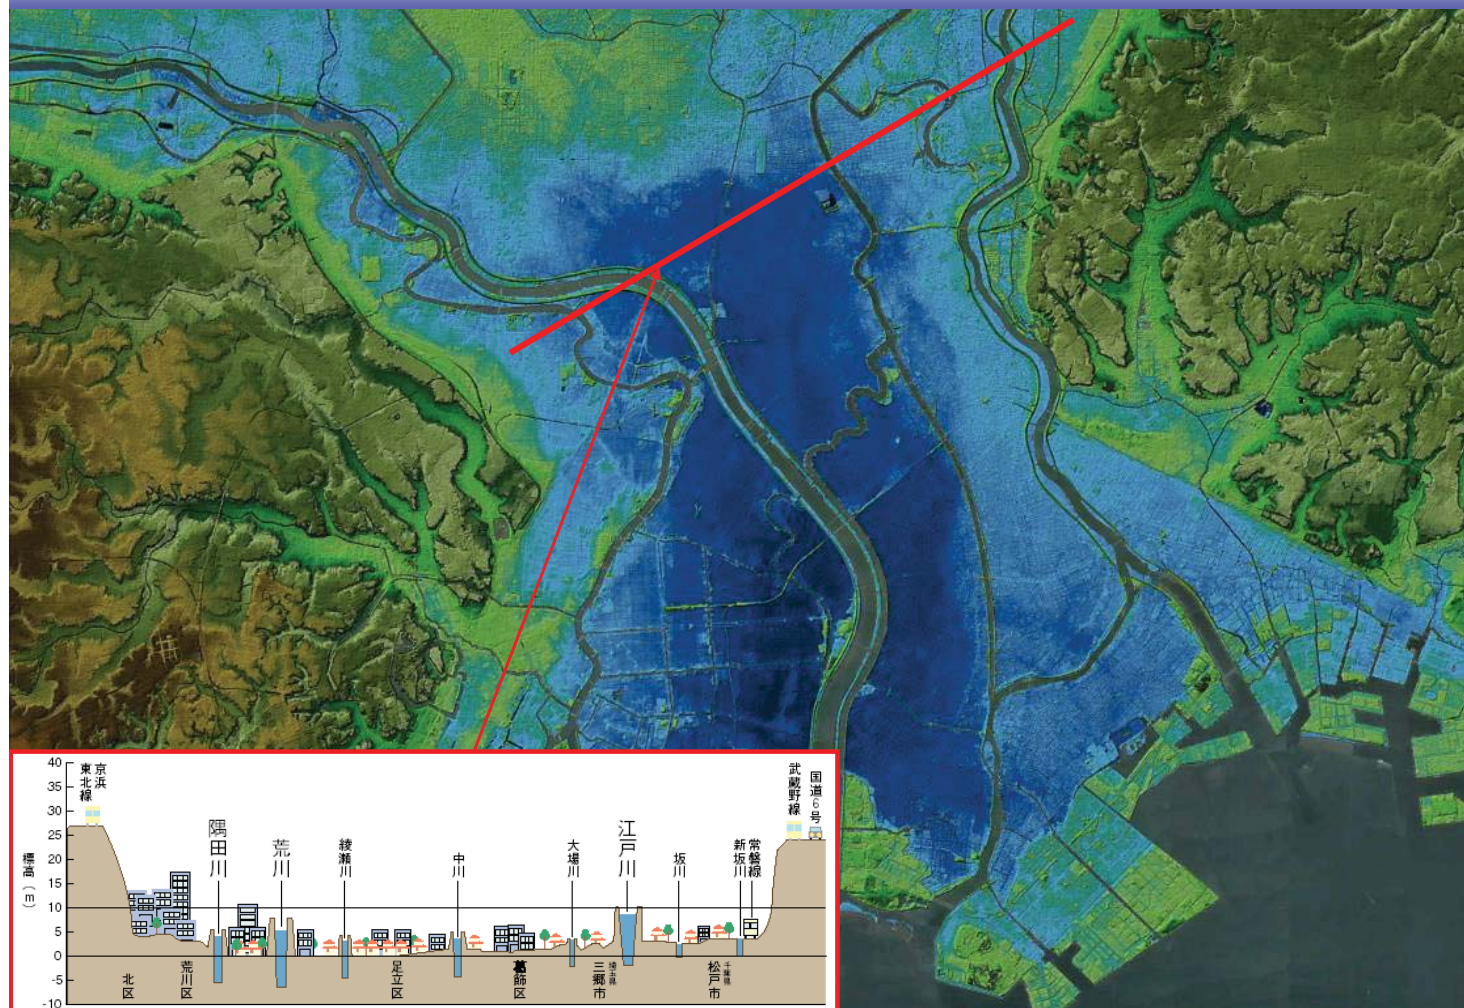 40
35
30
25
20
15
10
5
0
-5
-10
標高(m)
京浜
東北線
隅田川
荒川
綾瀬川
中川
大場川
江戸川
坂川
新坂川
常磐線
武蔵野線
国道6号
北区
荒川区
足立区
葛飾区
埼玉県
三郷市
千葉県
松戸市